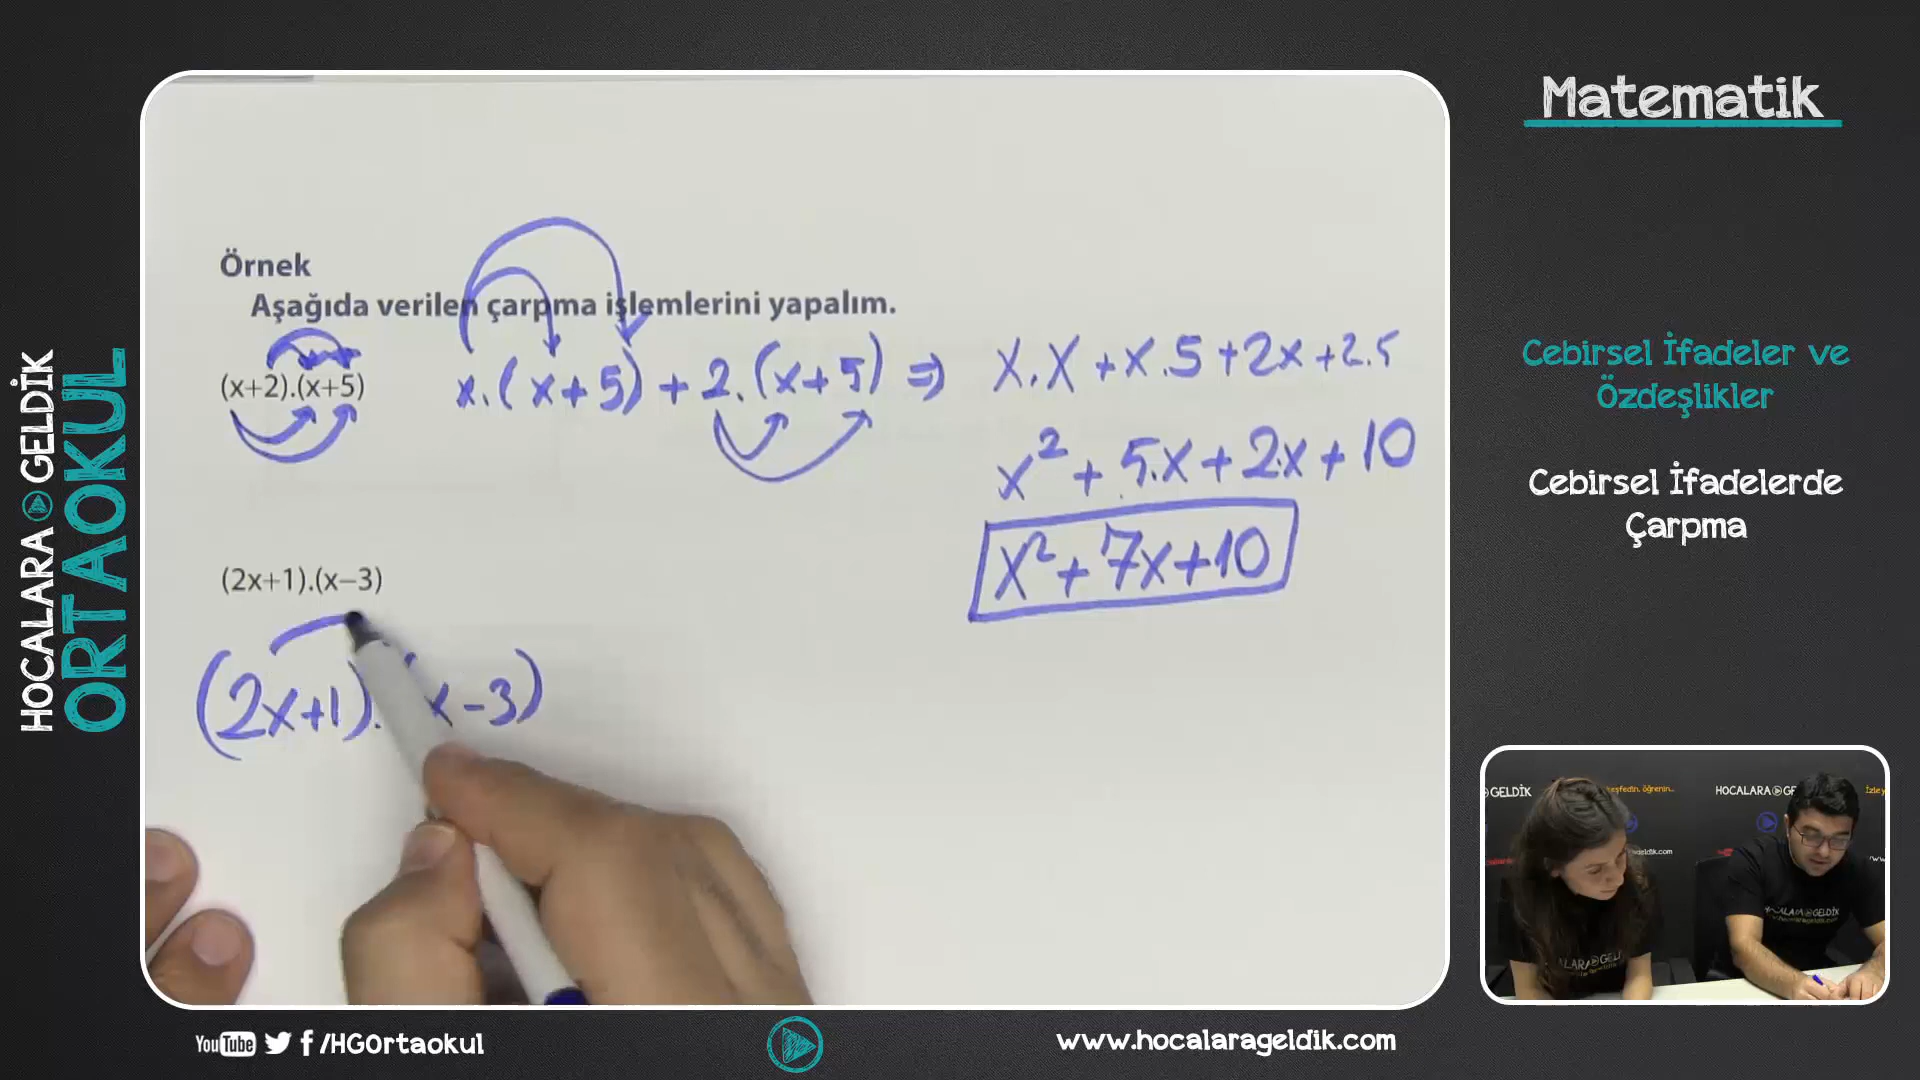 HOCALARA GELDİK
ORTAOKUL
Matematik
Cebirsel İfadeler ve
Özdeşlikler
Cebirsel İfadelerde
Çarpma
Örnek
Aşağıda verilen çarpma işlemlerini yapalım.
(x+2).(x+5)
x.(x+5)+2.(x+5) ⇒ x.x+x.5+2x+2.5
x²+5.x+2.x+10
x²+7x+10
(2x+1).(x−3)
(2x+1).(x-3)
GELDİK
HOCALARA GE
YouTube /HGOrtaokul
www.hocalarageldik.com